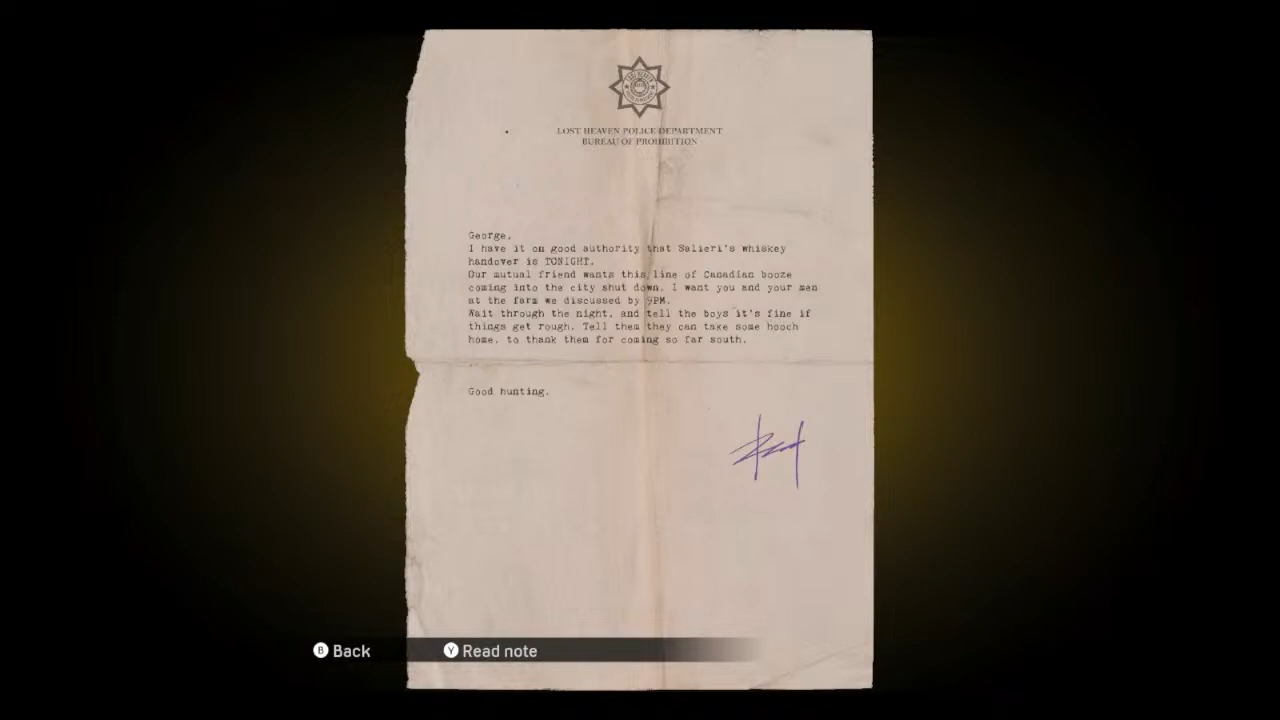 LOST HEAVEN POLICE DEPARTMENT
BUREAU OF PROHIBITION
George,
I have it on good authority that Salieri's whiskey
handover is TONIGHT.
Our mutual friend wants this line of Canadian booze
coming into the city shut down. I want you and your men
at the farm we discussed by 9PM.
Wait through the night, and tell the boys it's fine if
things get rough. Tell them they can take some hooch
home, to thank them for coming so far south.
Good hunting.
B Back
Y Read note